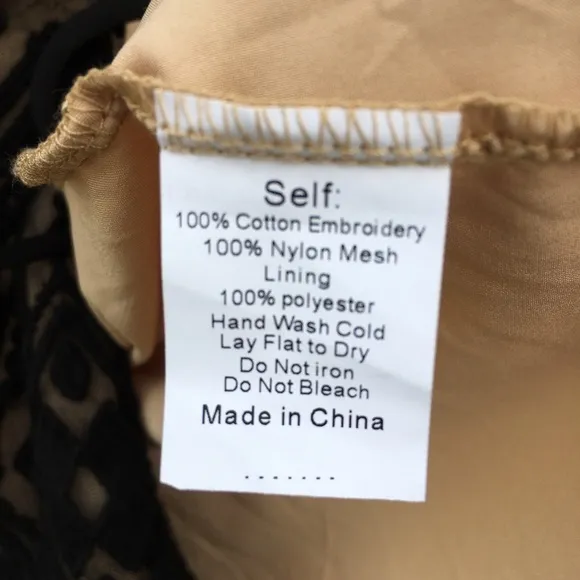 Self:
100% Cotton Embroidery
100% Nylon Mesh
Lining
100% polyester
Hand Wash Cold
Lay Flat to Dry
Do Not iron
Do Not Bleach
Made in China
.......